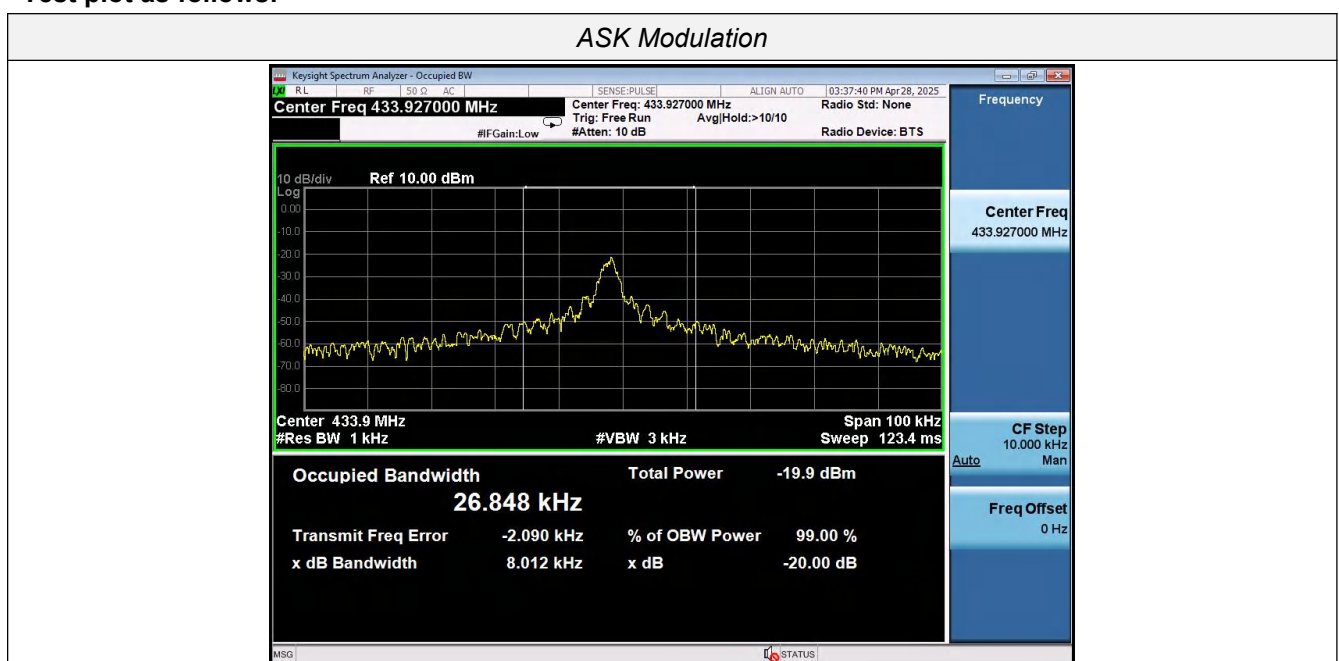 Test plot as follows:
ASK Modulation
Keysight Spectrum Analyzer - Occupied BW
LXI RL RF 50 Ω AC SENSE:PULSE ALIGN AUTO 03:37:40 PM Apr 28, 2025
Center Freq 433.927000 MHz
Center Freq: 433.927000 MHz Radio Std: None
Trig: Free Run Avg|Hold:>10/10
#IFGain:Low #Atten: 10 dB Radio Device: BTS
10 dB/div Ref 10.00 dBm
Log
0.00
-10.0
-20.0
-30.0
-40.0
-50.0
-60.0
-70.0
-80.0
Center 433.9 MHz Span 100 kHz
#Res BW 1 kHz #VBW 3 kHz Sweep 123.4 ms
Occupied Bandwidth Total Power -19.9 dBm
26.848 kHz
Transmit Freq Error -2.090 kHz % of OBW Power 99.00 %
x dB Bandwidth 8.012 kHz x dB -20.00 dB
MSG STATUS
Frequency
Center Freq
433.927000 MHz
CF Step
10.000 kHz
Auto Man
Freq Offset
0 Hz